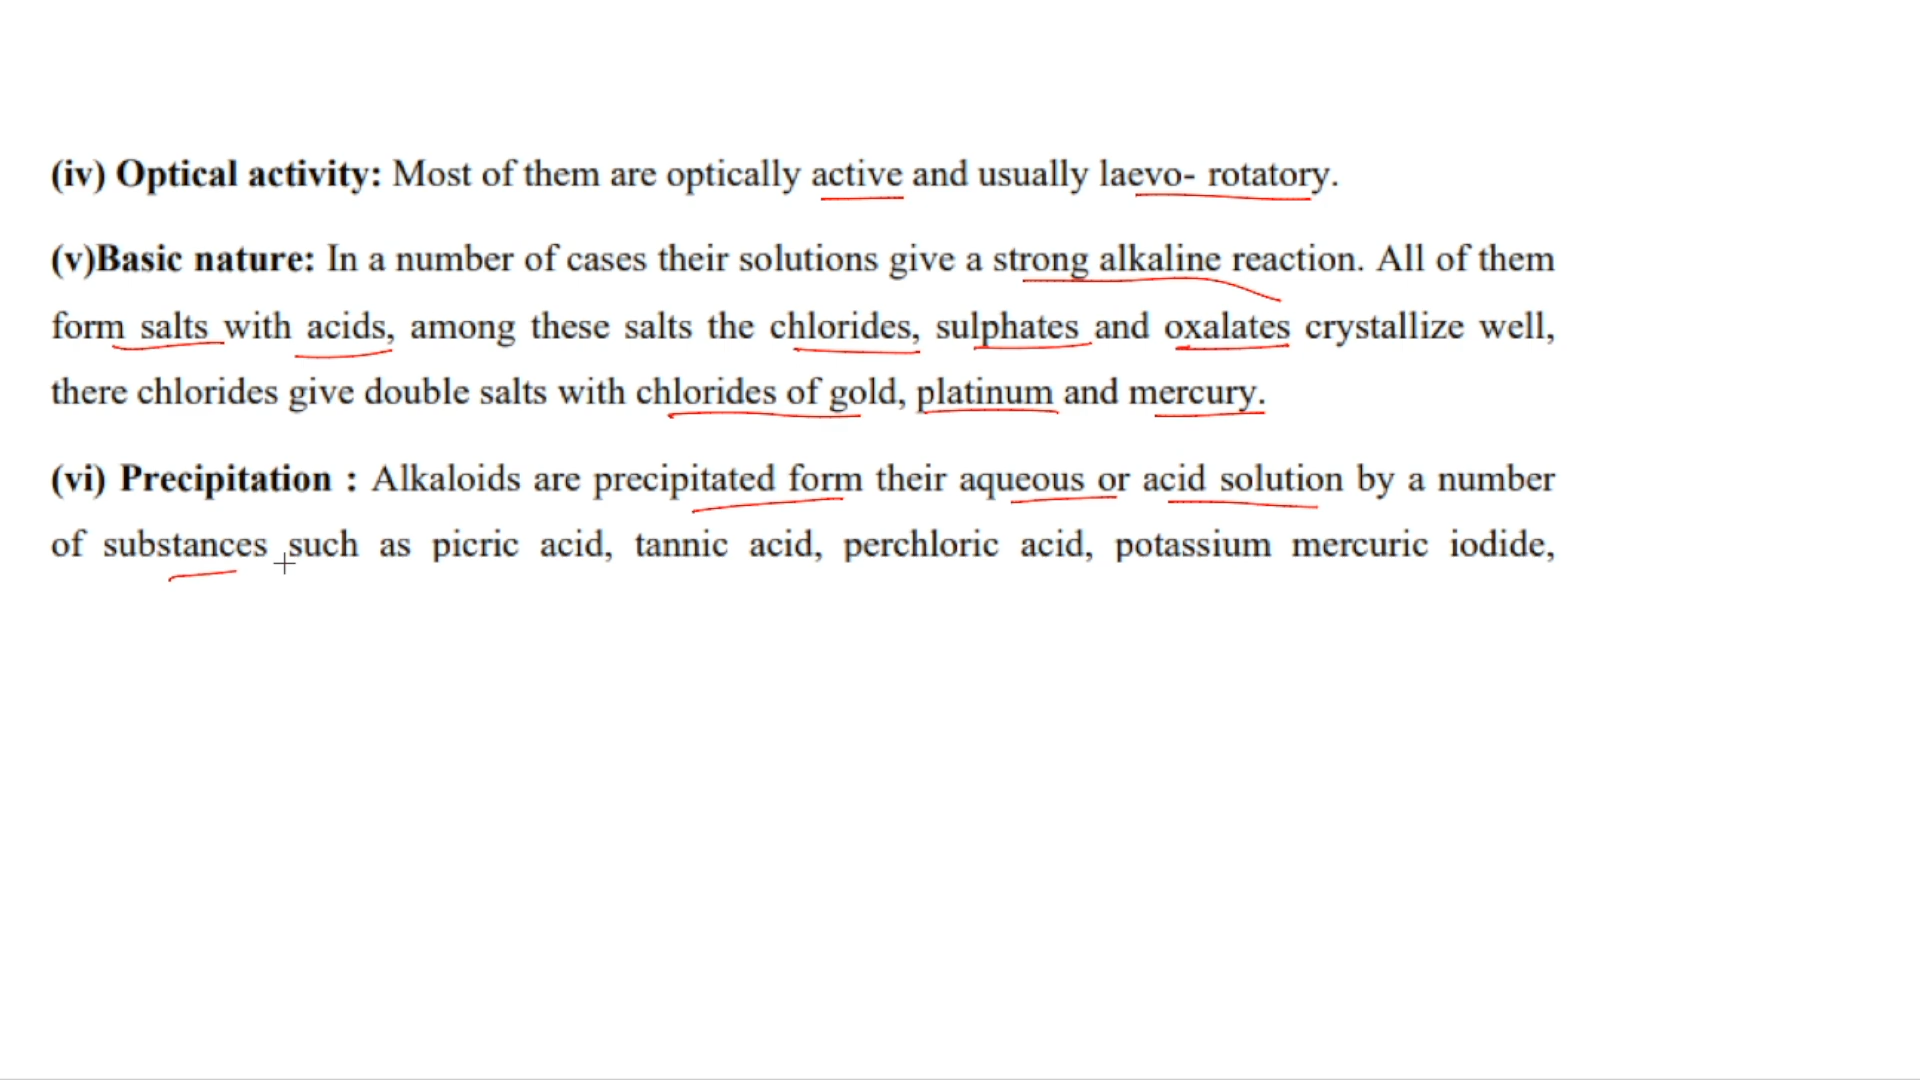 (iv) Optical activity: Most of them are optically active and usually laevo- rotatory.
(v)Basic nature: In a number of cases their solutions give a strong alkaline reaction. All of them
form salts with acids, among these salts the chlorides, sulphates and oxalates crystallize well,
there chlorides give double salts with chlorides of gold, platinum and mercury.
(vi) Precipitation : Alkaloids are precipitated form their aqueous or acid solution by a number
of substances such as picric acid, tannic acid, perchloric acid, potassium mercuric iodide,